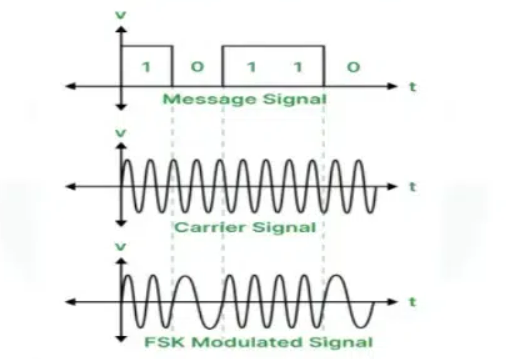 v
1 0 1 1 0
t
Message Signal
v
t
Carrier Signal
v
t
FSK Modulated Signal